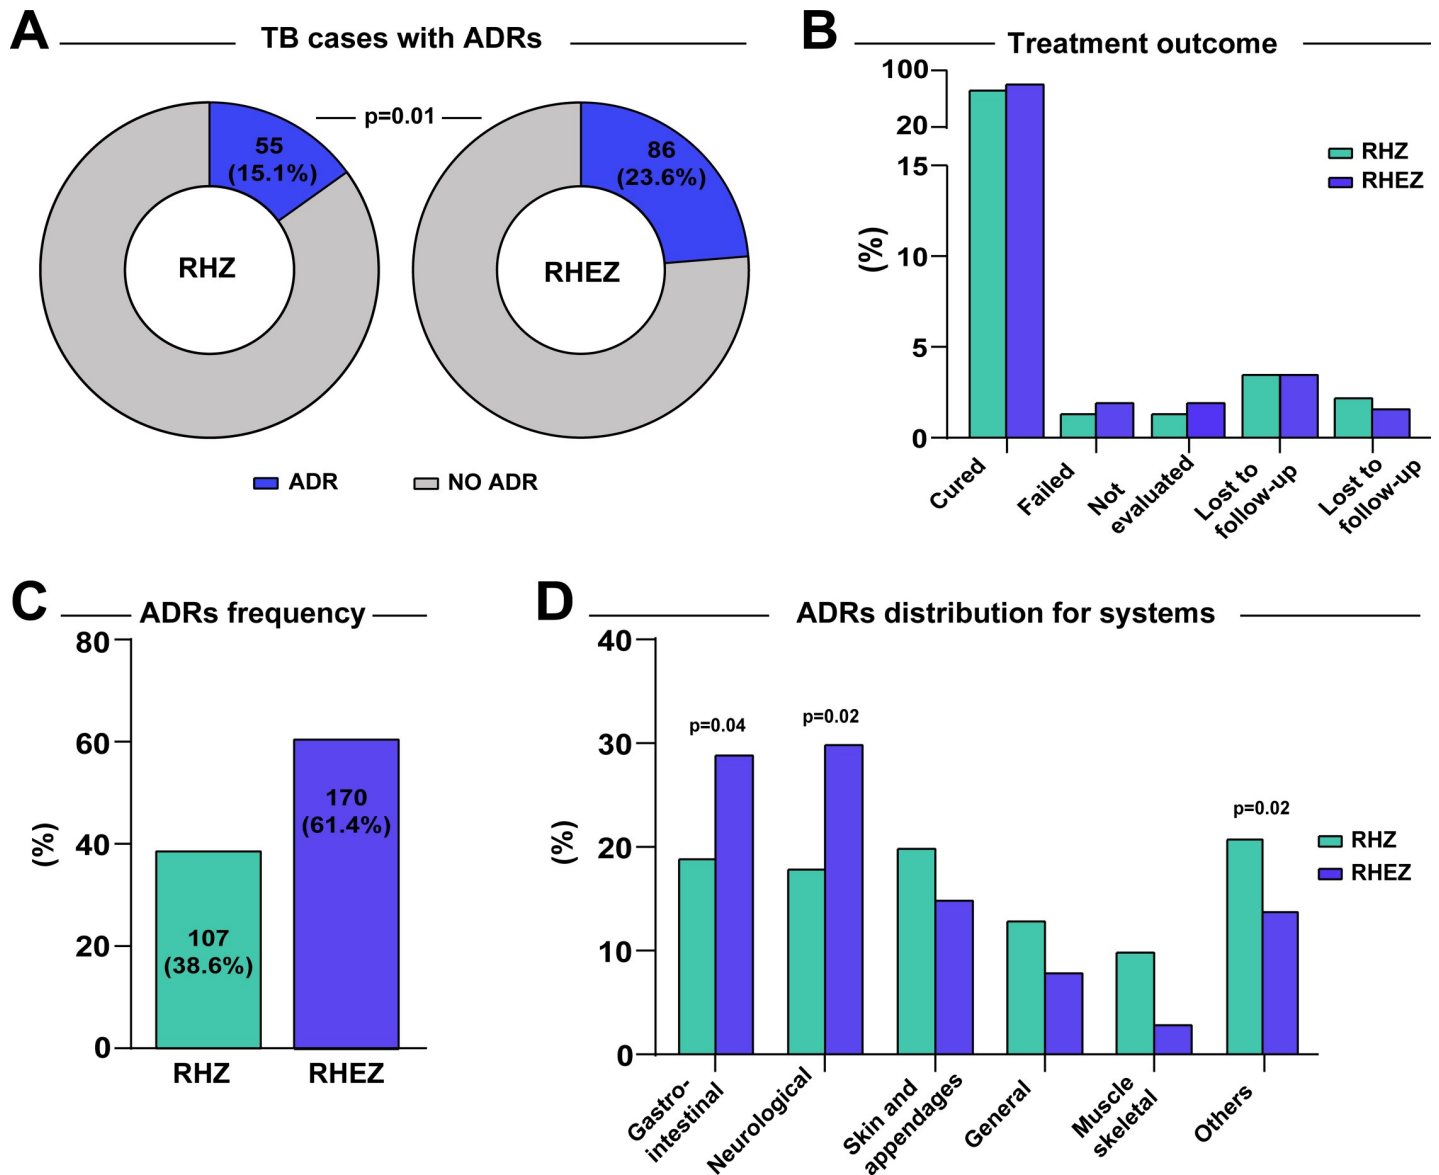 A
TB cases with ADRs
p=0.01
55
(15.1%)
86
(23.6%)
RHZ
RHEZ
ADR
NO ADR
B
Treatment outcome
100
20
15
10
5
0
(%)
RHZ
RHEZ
Cured
Failed
Not
evaluated
Lost to
follow-up
Lost to
follow-up
C
ADRs frequency
80
60
40
20
0
(%)
107
(38.6%)
170
(61.4%)
RHZ
RHEZ
D
ADRs distribution for systems
40
30
20
10
0
(%)
p=0.04
p=0.02
p=0.02
RHZ
RHEZ
Gastro-
intestinal
Neurological
Skin and
appendages
General
Muscle
skeletal
Others